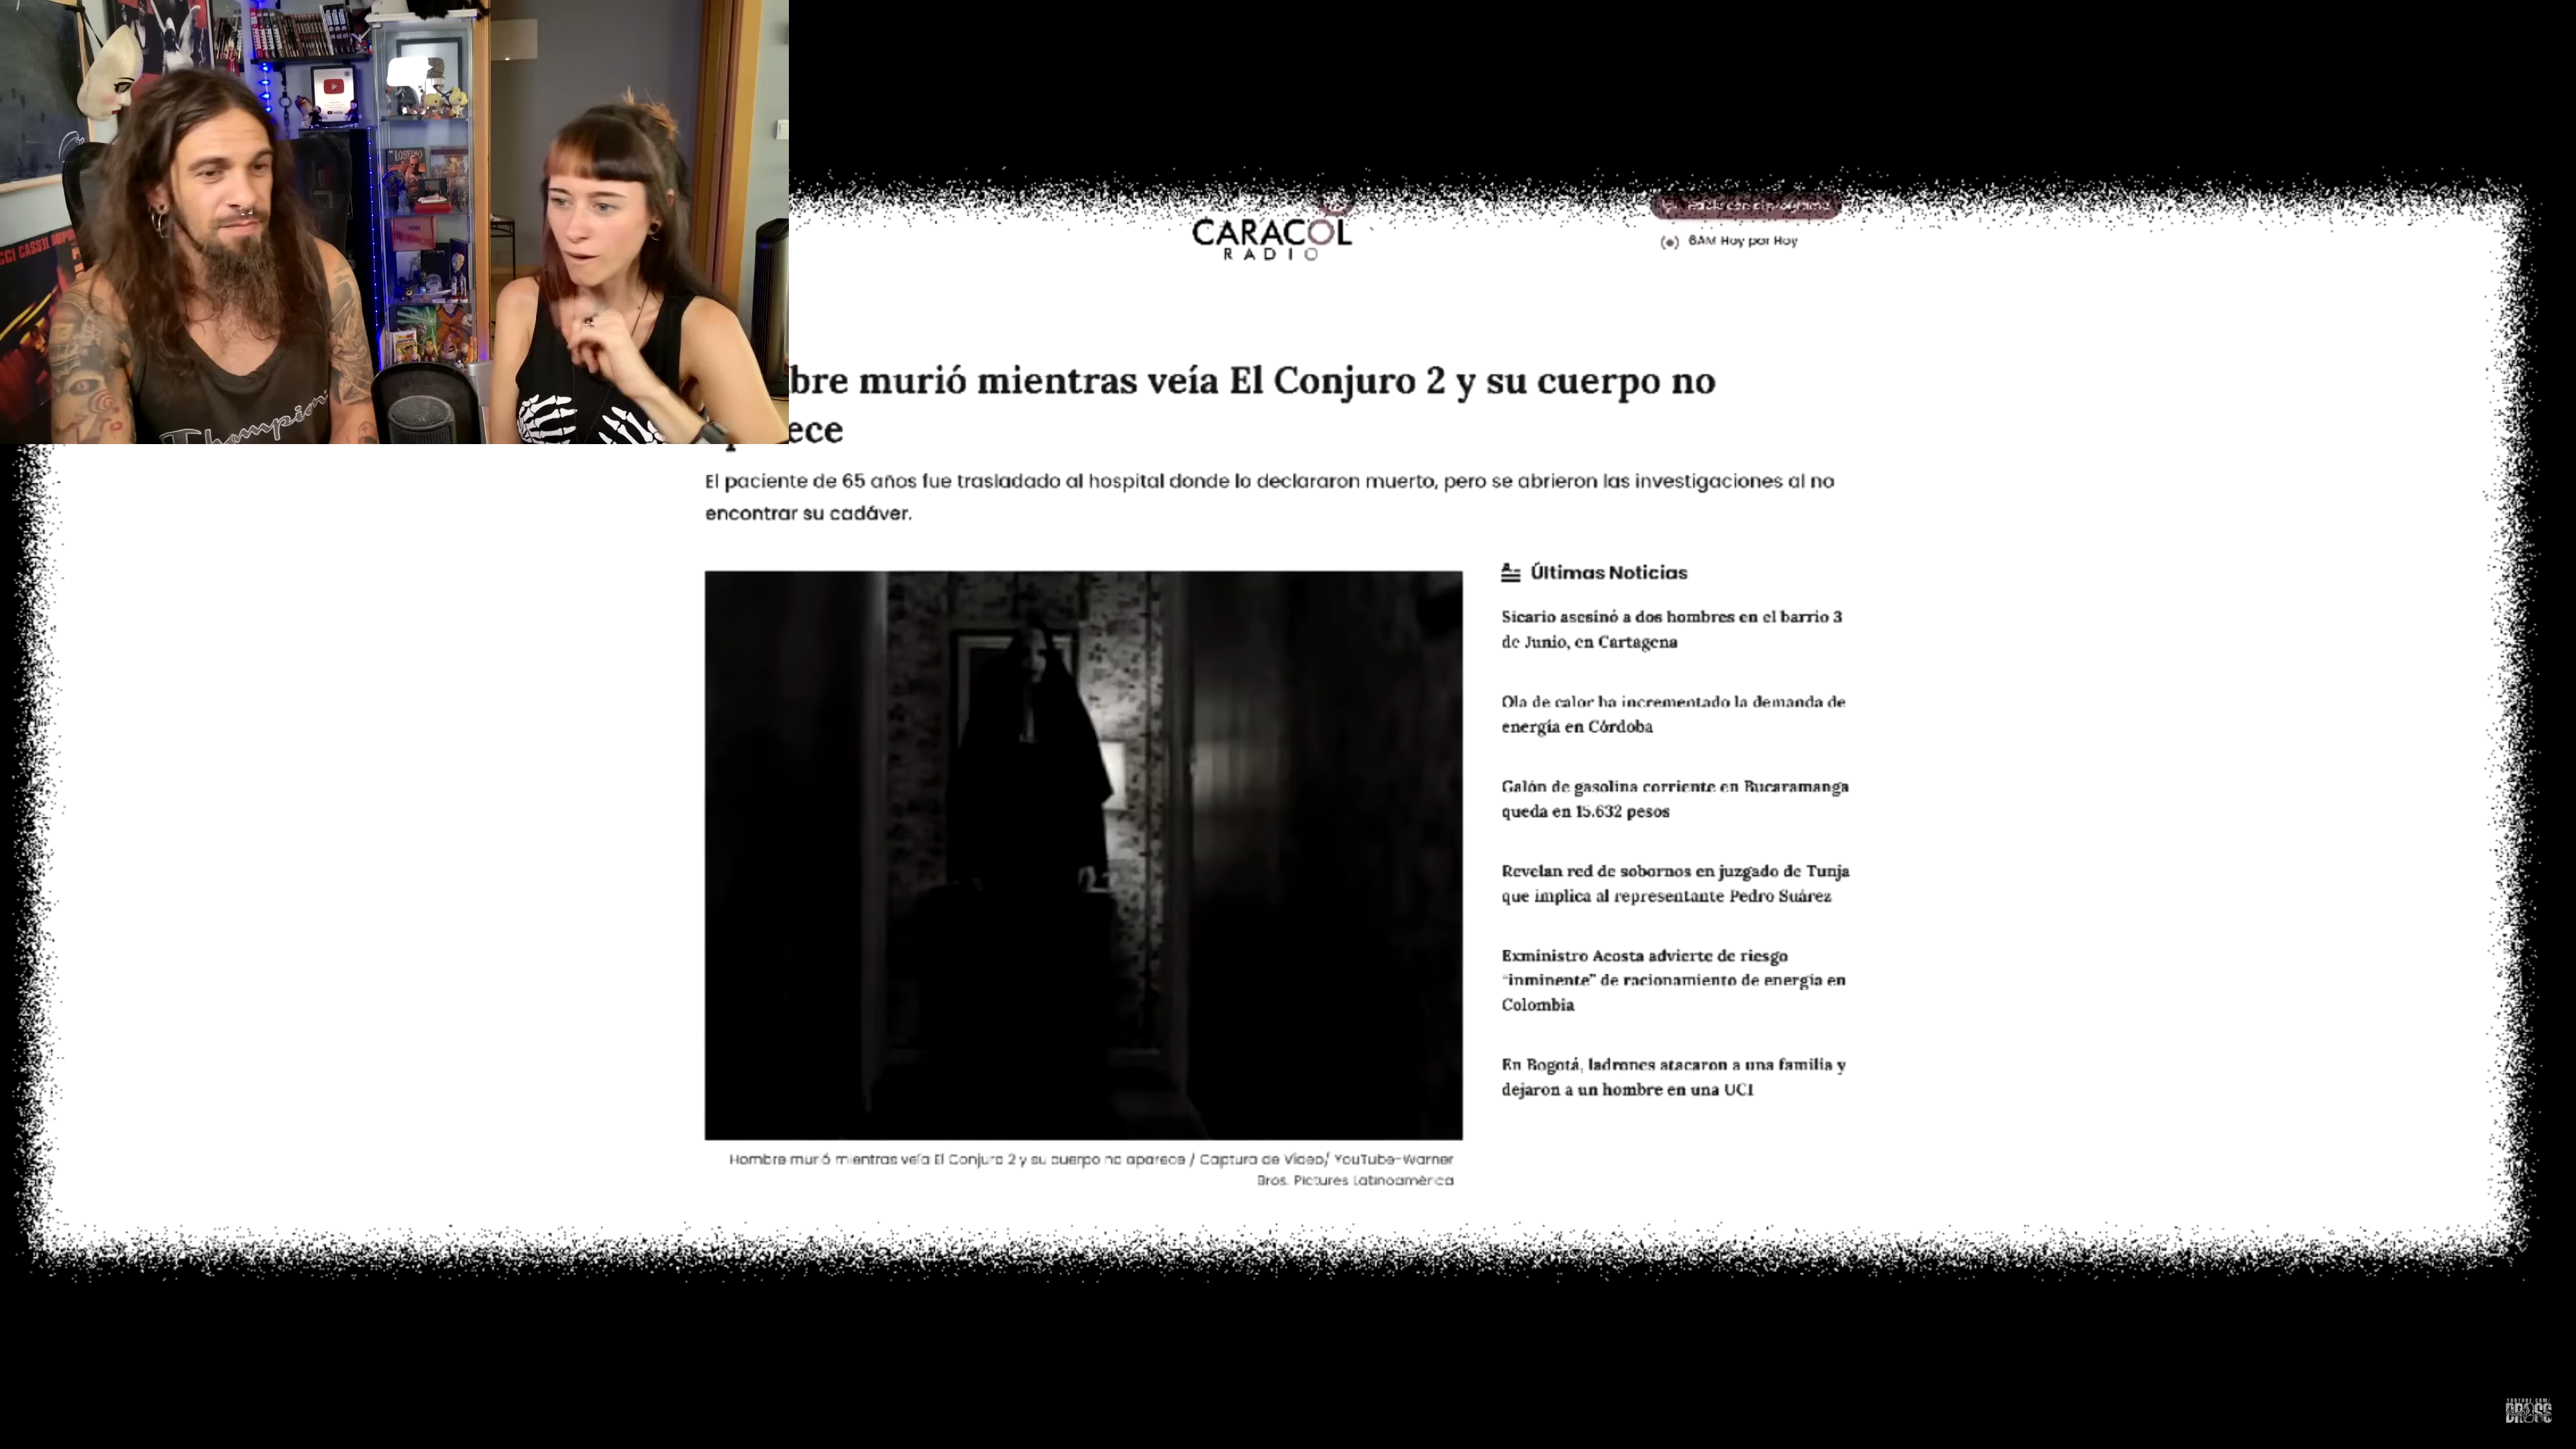 CARACOL
RADIO
6AM Hoy por Hoy
bre murió mientras veía El Conjuro 2 y su cuerpo no
ece
El paciente de 65 años fue trasladado al hospital donde lo declararon muerto, pero se abrieron las investigaciones al no
encontrar su cadáver.
Últimas Noticias
Sicario asesinó a dos hombres en el barrio 3
de Junio, en Cartagena
Ola de calor ha incrementado la demanda de
energía en Córdoba
Galón de gasolina corriente en Bucaramanga
queda en 15.632 pesos
Revelan red de sobornos en juzgado de Tunja
que implica al representante Pedro Suárez
Exministro Acosta advierte de riesgo
“inminente” de racionamiento de energía en
Colombia
En Bogotá, ladrones atacaron a una familia y
dejaron a un hombre en una UCI
Hombre murió mientras veía El Conjuro 2 y su cuerpo no aparece / Captura de Video/ YouTube-Warner
Bros. Pictures Latinoamérica
Champion